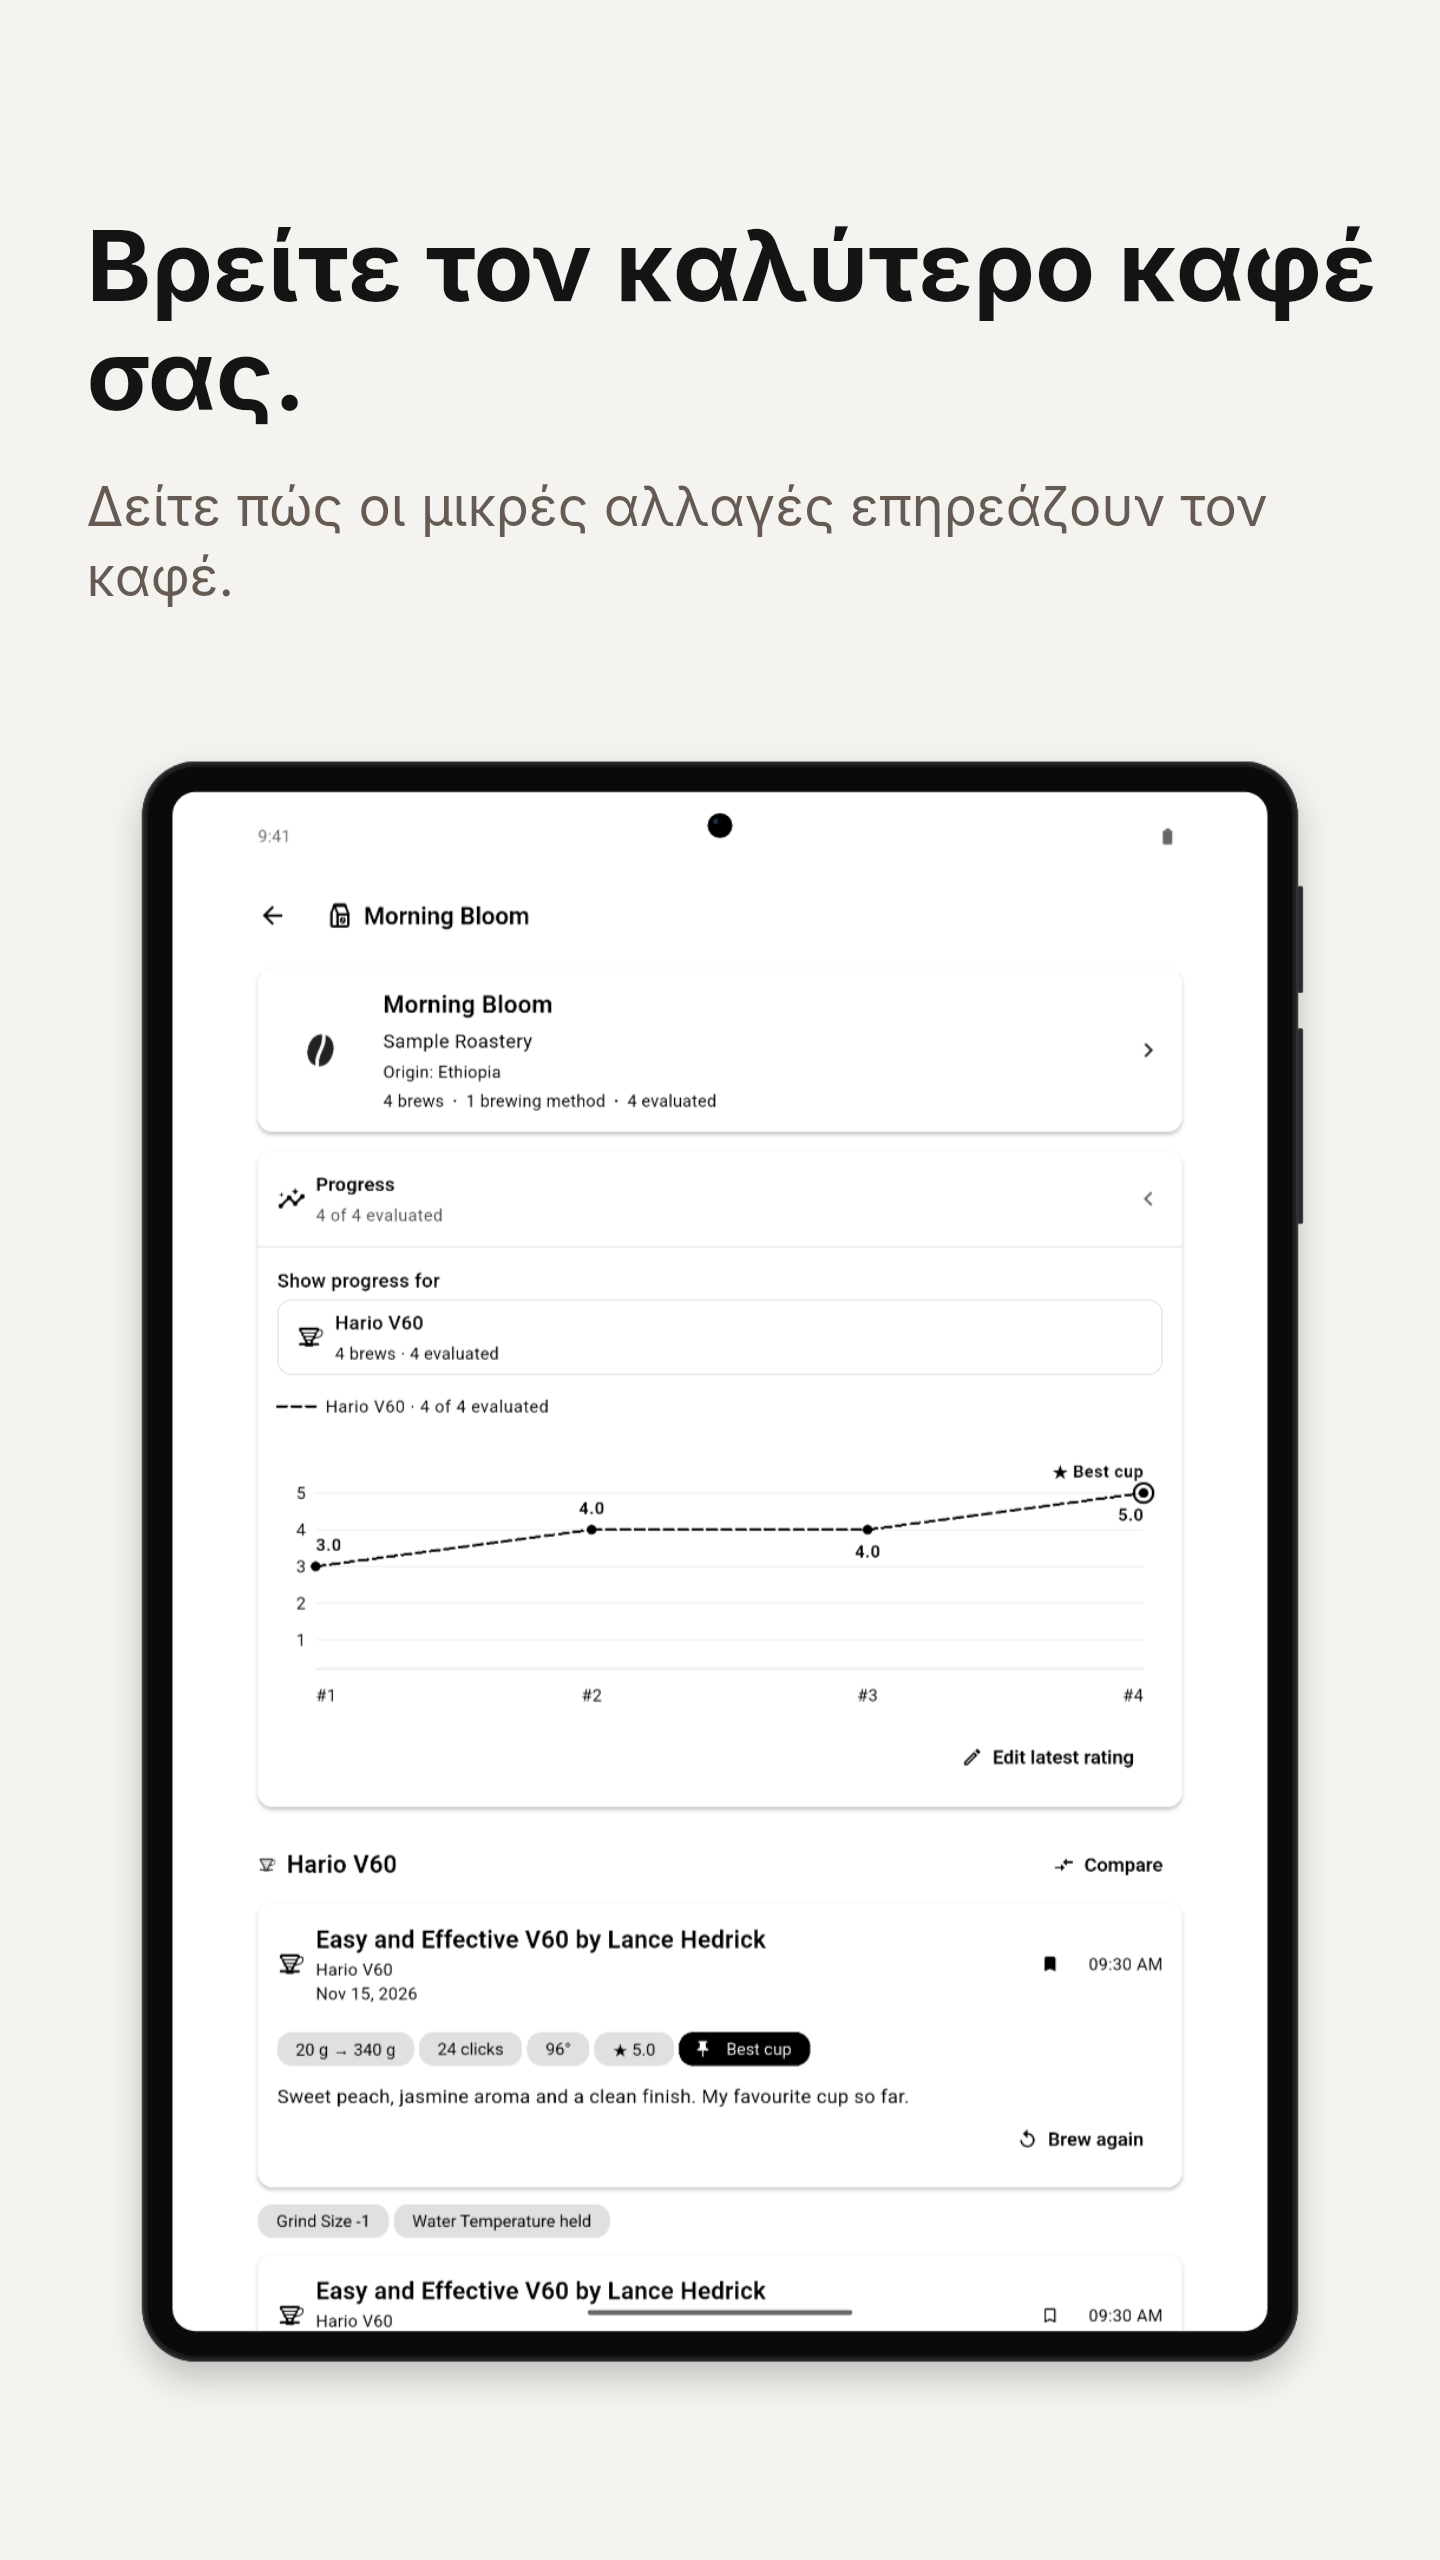 Βρείτε τον καλύτερο καφέ
σας.
Δείτε πώς οι μικρές αλλαγές επηρεάζουν τον
καφέ.
9:41
Morning Bloom
Morning Bloom
Sample Roastery
Origin: Ethiopia
4 brews · 1 brewing method · 4 evaluated
Progress
4 of 4 evaluated
Show progress for
Hario V60
4 brews · 4 evaluated
Hario V60 · 4 of 4 evaluated
★ Best cup
5
4
3
2
1
3.0
4.0
4.0
5.0
#1
#2
#3
#4
Edit latest rating
Hario V60
Compare
Easy and Effective V60 by Lance Hedrick
Hario V60
Nov 15, 2026
09:30 AM
20 g → 340 g
24 clicks
96°
★ 5.0
Best cup
Sweet peach, jasmine aroma and a clean finish. My favourite cup so far.
Brew again
Grind Size -1
Water Temperature held
Easy and Effective V60 by Lance Hedrick
Hario V60
09:30 AM